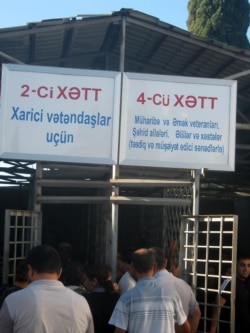 2-Ci XƏTT
Xarici vətəndaşlar
uçün
4-CÜ XƏTT
Müharibə və Əmək veteranları,
Şəhid ailələri, Əlillər və xəstələr
(təsdiq və müşayət edici sənədlərlə)